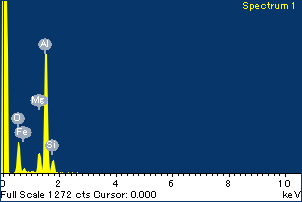 Spectrum 1
Al
Mg
O
Fe
Si
0 2 4 6 8 10
Full Scale 1272 cts Cursor: 0.000 keV